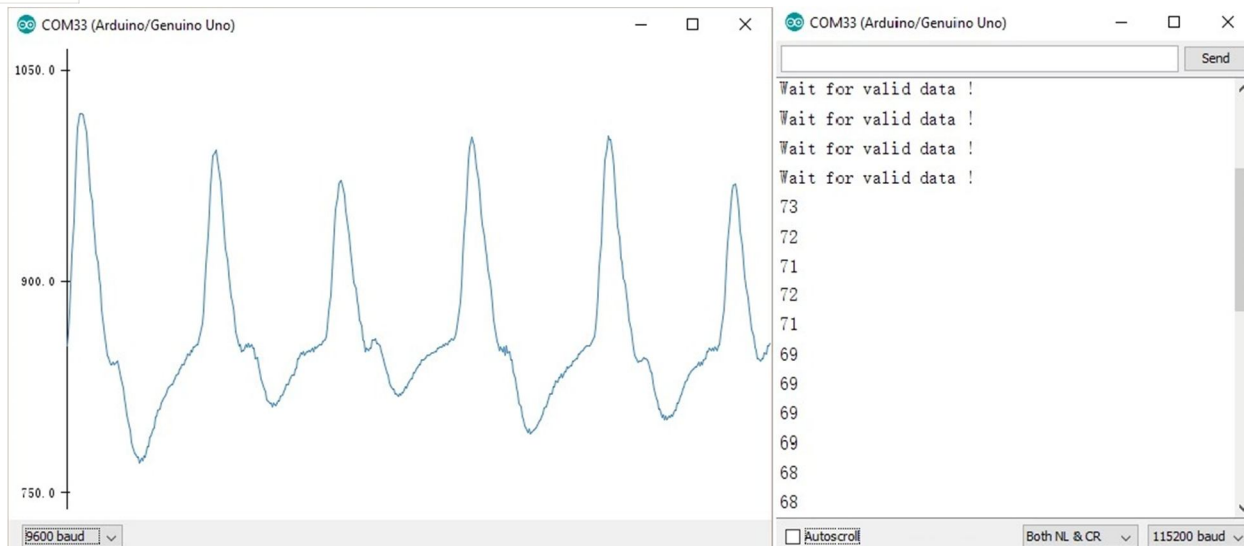 COM33 (Arduino/Genuino Uno)
1050.0
900.0
750.0
9600 baud
COM33 (Arduino/Genuino Uno)
Send
Wait for valid data !
Wait for valid data !
Wait for valid data !
Wait for valid data !
73
72
71
72
71
69
69
69
69
68
68
Autoscroll
Both NL & CR
115200 baud